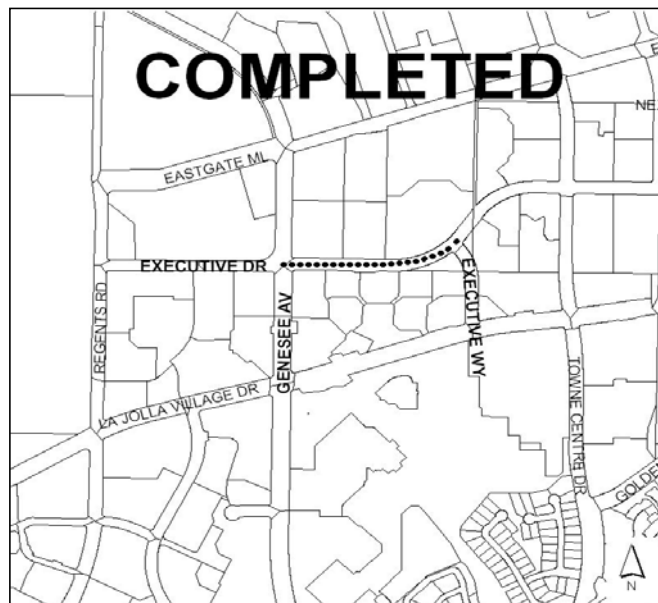 COMPLETED
NE
EASTGATE ML
EXECUTIVE DR
REGENTS RD
GENESEE AV
EXECUTIVE WY
LA JOLLA VILLAGE DR
TOWNE CENTRE DR
GOLDEN
N